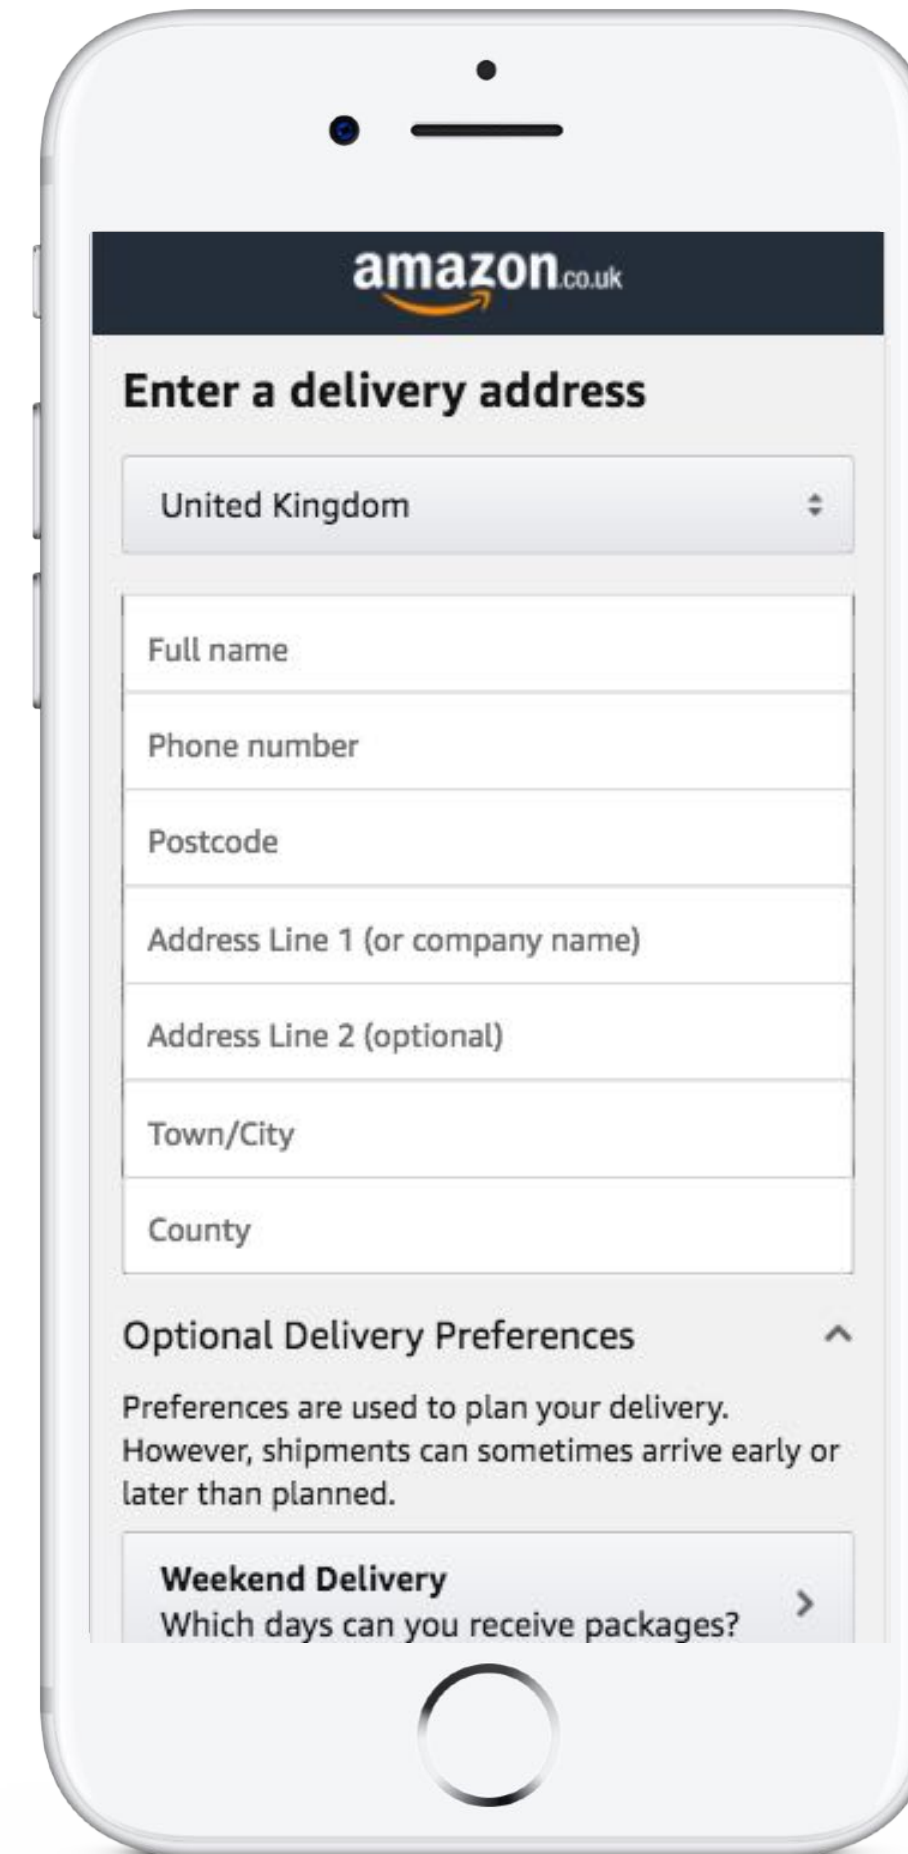 amazon.co.uk
Enter a delivery address
United Kingdom
Full name
Phone number
Postcode
Address Line 1 (or company name)
Address Line 2 (optional)
Town/City
County
Optional Delivery Preferences
Preferences are used to plan your delivery.
However, shipments can sometimes arrive early or
later than planned.
Weekend Delivery
Which days can you receive packages?